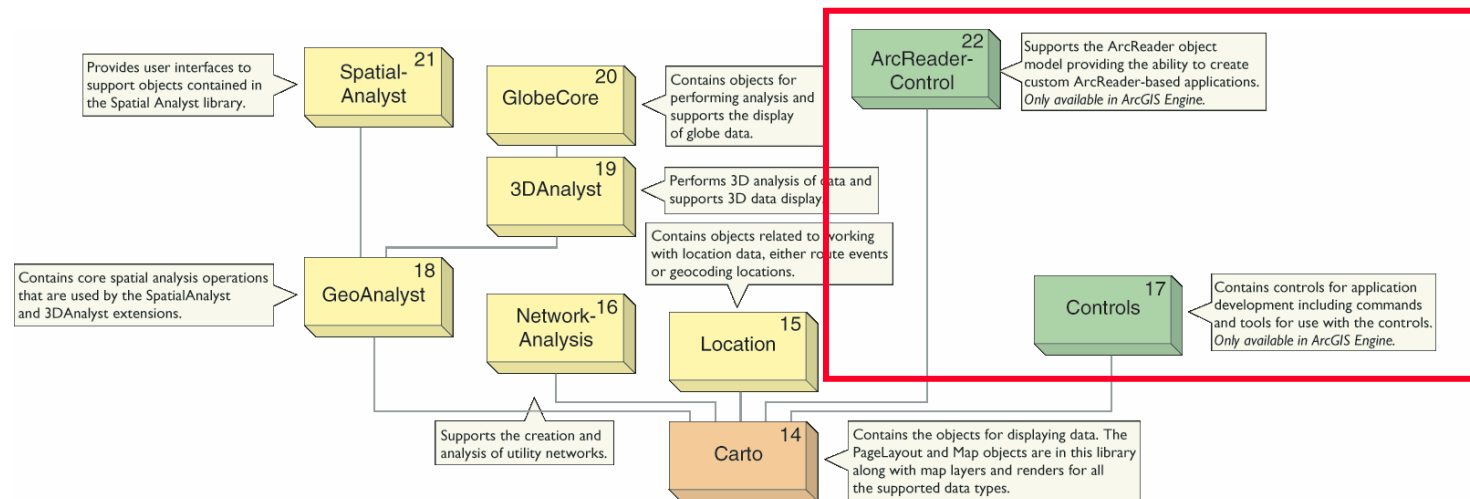 Provides user interfaces to
support objects contained in
the Spatial Analyst library.
21
Spatial-
Analyst
20
GlobeCore
Contains objects for
performing analysis and
supports the display
of globe data.
22
ArcReader-
Control
Supports the ArcReader object
model providing the ability to create
custom ArcReader-based applications.
Only available in ArcGIS Engine.
19
3DAnalyst
Performs 3D analysis of data and
supports 3D data display.
Contains objects related to working
with location data, either route events
or geocoding locations.
Contains core spatial analysis operations
that are used by the SpatialAnalyst
and 3DAnalyst extensions.
18
GeoAnalyst
16
Network-
Analysis
15
Location
17
Controls
Contains controls for application
development including commands
and tools for use with the controls.
Only available in ArcGIS Engine.
Supports the creation and
analysis of utility networks.
14
Carto
Contains the objects for displaying data. The
PageLayout and Map objects are in this library
along with map layers and renders for all
the supported data types.